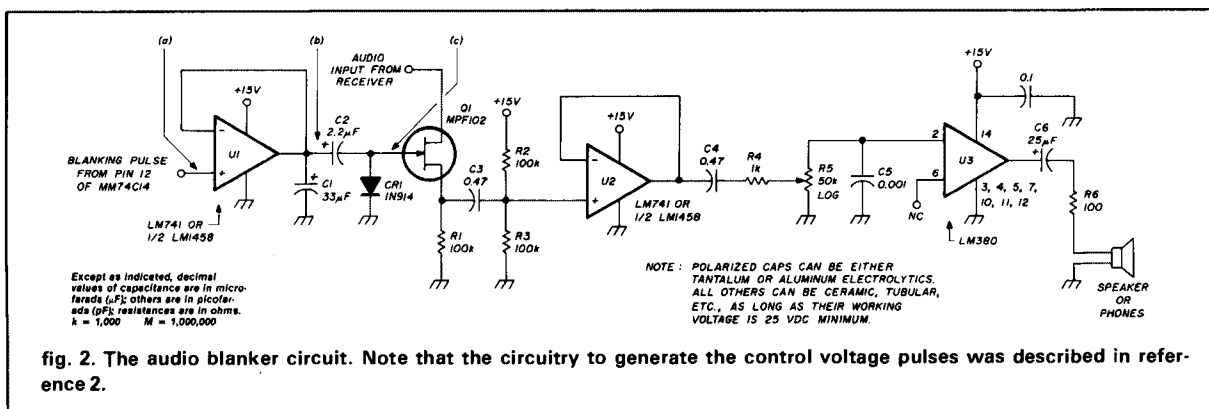 (a)
(b)
(c)
+15V
U1
BLANKING PULSE
FROM PIN 12
OF MM74C14
LM741 OR
1/2 LM1458
C1
33µF
C2
2.2µF
CR1
1N914
AUDIO
INPUT FROM
RECEIVER
Q1
MPF102
R1
100k
C3
0.47
+15V
R2
100k
R3
100k
+15V
U2
LM741 OR
1/2 LM1458
C4
0.47
R4
1k
R5
50k
LOG
C5
0.001
+15V
0.1
2
14
6
U3
NC
3, 4, 5, 7,
10, 11, 12
LM380
C6
25µF
R6
100
SPEAKER
OR
PHONES
Except as indicated, decimal
values of capacitance are in micro-
farads (µF); others are in picofar-
ads (pF); resistances are in ohms.
k = 1,000 M = 1,000,000
NOTE : POLARIZED CAPS CAN BE EITHER
TANTALUM OR ALUMINUM ELECTROLYTICS.
ALL OTHERS CAN BE CERAMIC, TUBULAR,
ETC., AS LONG AS THEIR WORKING
VOLTAGE IS 25 VDC MINIMUM.
fig. 2. The audio blanker circuit. Note that the circuitry to generate the control voltage pulses was described in refer-
ence 2.